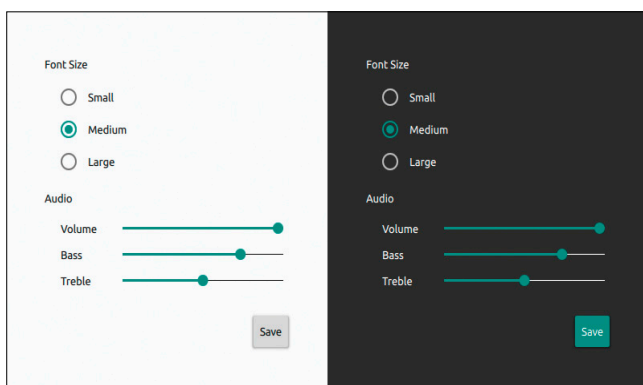 Font Size
Small
Medium
Large
Audio
Volume
Bass
Treble
Save
Font Size
Small
Medium
Large
Audio
Volume
Bass
Treble
Save